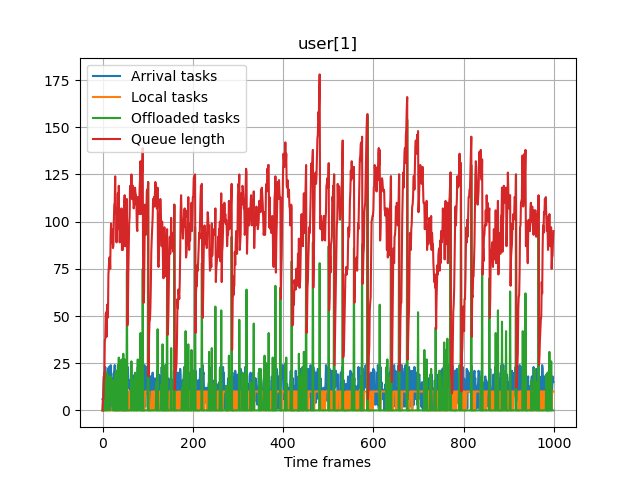 user[1]
Arrival tasks
Local tasks
Offloaded tasks
Queue length
175
150
125
100
75
50
25
0
0 200 400 600 800 1000
Time frames